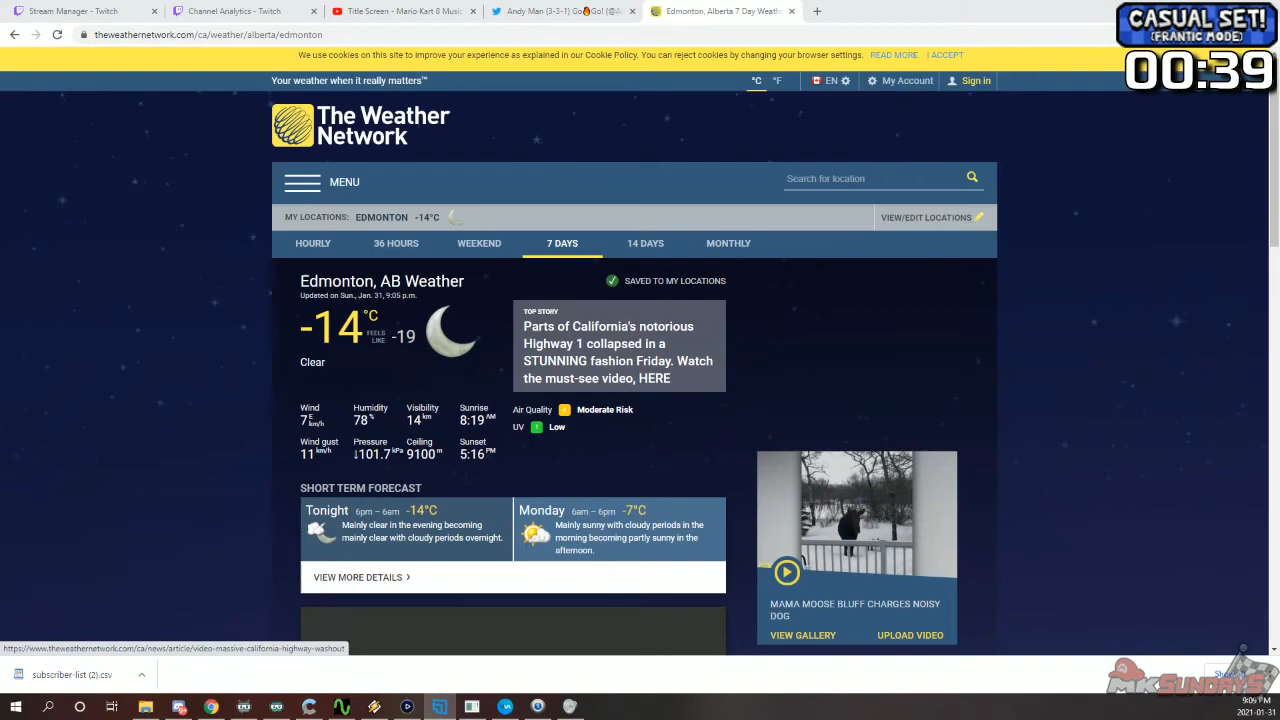 Stream Manager - Twitch
Channel Analytics - Twitch
Title Screen - Mario Kart 8 Music
Andy Man (3-3-1) Go🔥Go! (@A
Edmonton, Alberta 7 Day Weathe
theweathernetwork.com/ca/weather/alberta/edmonton
CASUAL SET!
(FRANTIC MODE)
00:39
We use cookies on this site to improve your experience as explained in our Cookie Policy. You can reject cookies by changing your browser settings. READ MORE I ACCEPT
Your weather when it really matters™
°C °F EN My Account Sign in
The Weather
Network
MENU
Search for location
MY LOCATIONS: EDMONTON -14°C
VIEW/EDIT LOCATIONS
HOURLY 36 HOURS WEEKEND 7 DAYS 14 DAYS MONTHLY
Edmonton, AB Weather
Updated on Sun., Jan. 31, 9:05 p.m.
SAVED TO MY LOCATIONS
-14 °C FEELS LIKE -19
Clear
TOP STORY
Parts of California's notorious
Highway 1 collapsed in a
STUNNING fashion Friday. Watch
the must-see video, HERE
Wind Humidity Visibility Sunrise
7 E km/h 78 % 14 km 8:19 AM
Wind gust Pressure Ceiling Sunset
11 km/h ↓101.7 kPa 9100 m 5:16 PM
Air Quality Moderate Risk
UV 1 Low
SHORT TERM FORECAST
Tonight 6pm – 6am -14°C
Mainly clear in the evening becoming
mainly clear with cloudy periods overnight.
Monday 6am – 6pm -7°C
Mainly sunny with cloudy periods in the
morning becoming partly sunny in the
afternoon.
VIEW MORE DETAILS ›
MAMA MOOSE BLUFF CHARGES NOISY
DOG
VIEW GALLERY UPLOAD VIDEO
https://www.theweathernetwork.com/ca/news/article/video-massive-california-highway-washout
subscriber-list (2).csv
MKSUNDAYS
9:09 PM
2021-01-31